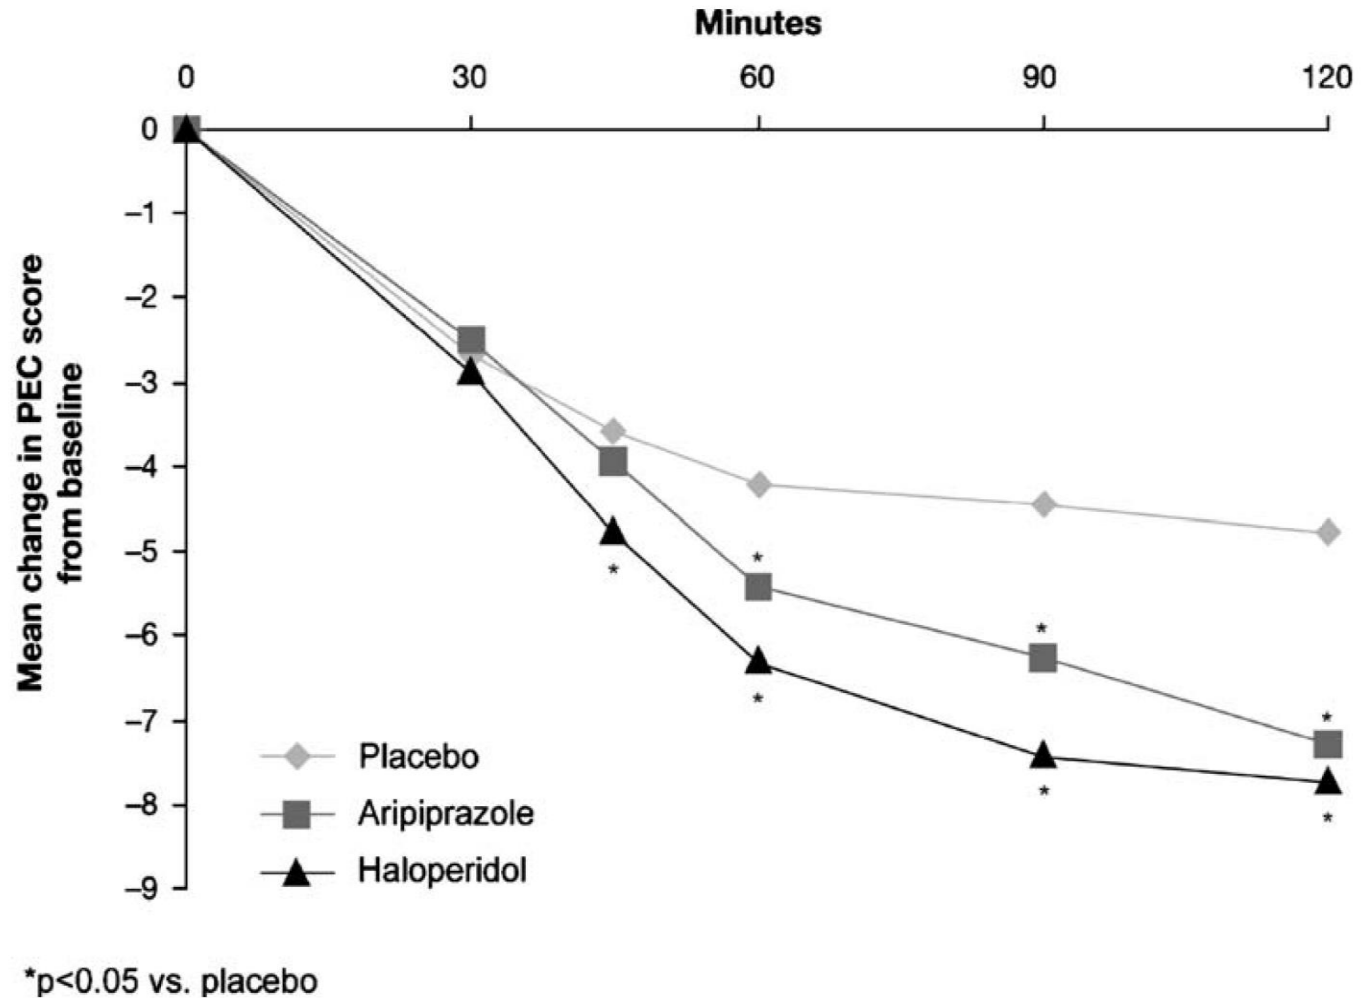 Minutes
0 30 60 90 120
0
–1
–2
–3
–4
–5
–6
–7
–8
–9
Mean change in PEC score
from baseline
*
*
*
*
*
*
*
Placebo
Aripiprazole
Haloperidol
*p<0.05 vs. placebo